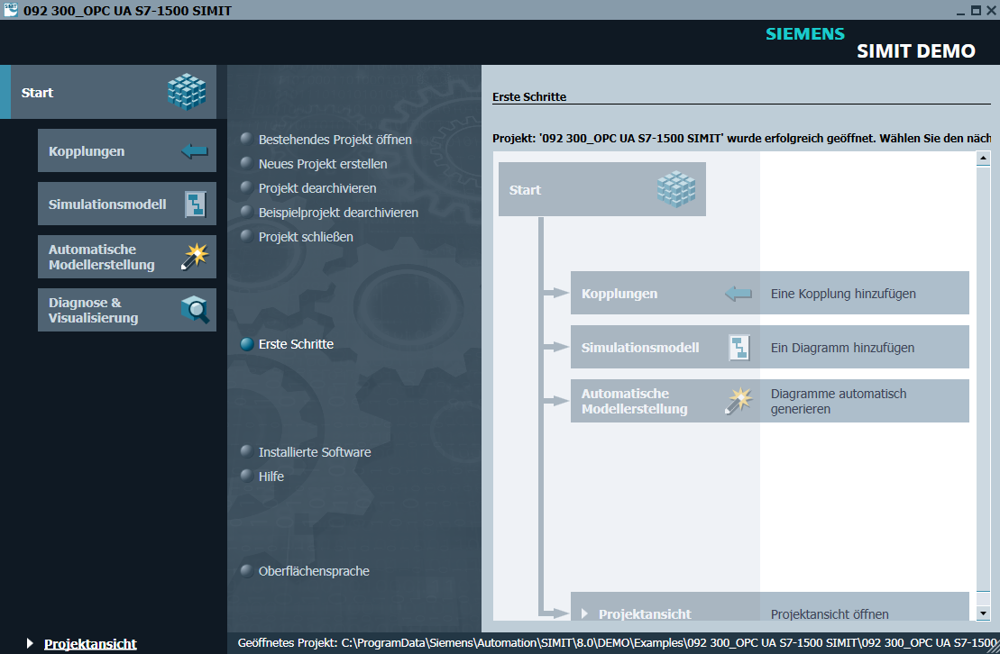 092 300_OPC UA S7-1500 SIMIT
SIEMENS
SIMIT DEMO
Start
Kopplungen
Simulationsmodell
Automatische
Modellerstellung
Diagnose &
Visualisierung
Projektansicht
Bestehendes Projekt öffnen
Neues Projekt erstellen
Projekt dearchivieren
Beispielprojekt dearchivieren
Projekt schließen
Erste Schritte
Installierte Software
Hilfe
Oberflächensprache
Erste Schritte
Projekt: '092 300_OPC UA S7-1500 SIMIT' wurde erfolgreich geöffnet. Wählen Sie den näch
Start
Kopplungen
Eine Kopplung hinzufügen
Simulationsmodell
Ein Diagramm hinzufügen
Automatische
Modellerstellung
Diagramme automatisch
generieren
Projektansicht
Projektansicht öffnen
Geöffnetes Projekt: C:\ProgramData\Siemens\Automation\SIMIT\8.0\DEMO\Examples\092 300_OPC UA S7-1500 SIMIT\092 300_OPC UA S7-1500